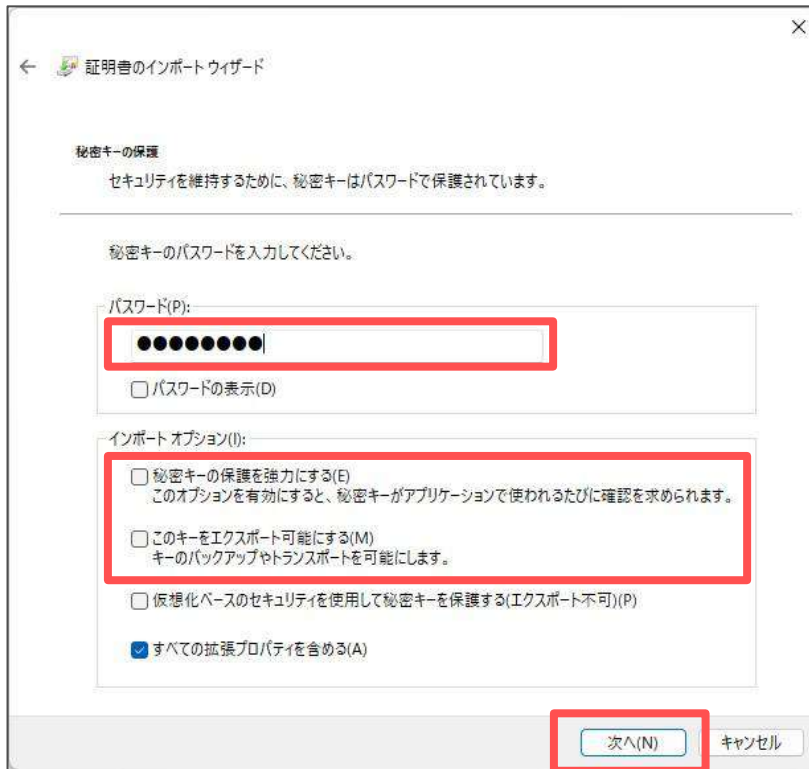 証明書のインポート ウィザード
秘密キーの保護
セキュリティを維持するために、秘密キーはパスワードで保護されています。
秘密キーのパスワードを入力してください。
パスワード(P):
●●●●●●●●
パスワードの表示(D)
インポート オプション(I):
秘密キーの保護を強力にする(E)
このオプションを有効にすると、秘密キーがアプリケーションで使われるたびに確認を求められます。
このキーをエクスポート可能にする(M)
キーのバックアップやトランスポートを可能にします。
仮想化ベースのセキュリティを使用して秘密キーを保護する(エクスポート不可)(P)
すべての拡張プロパティを含める(A)
次へ(N)
キャンセル